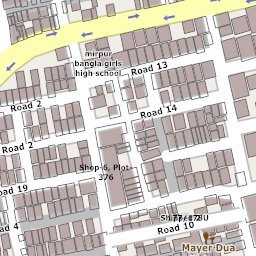 mirpur
bangla girls
high school
Road 13
Road 2
Road 14
Road 2
Shop-6, Plot-
376
Road 19
Road 4
Road 10
Mayer Dua